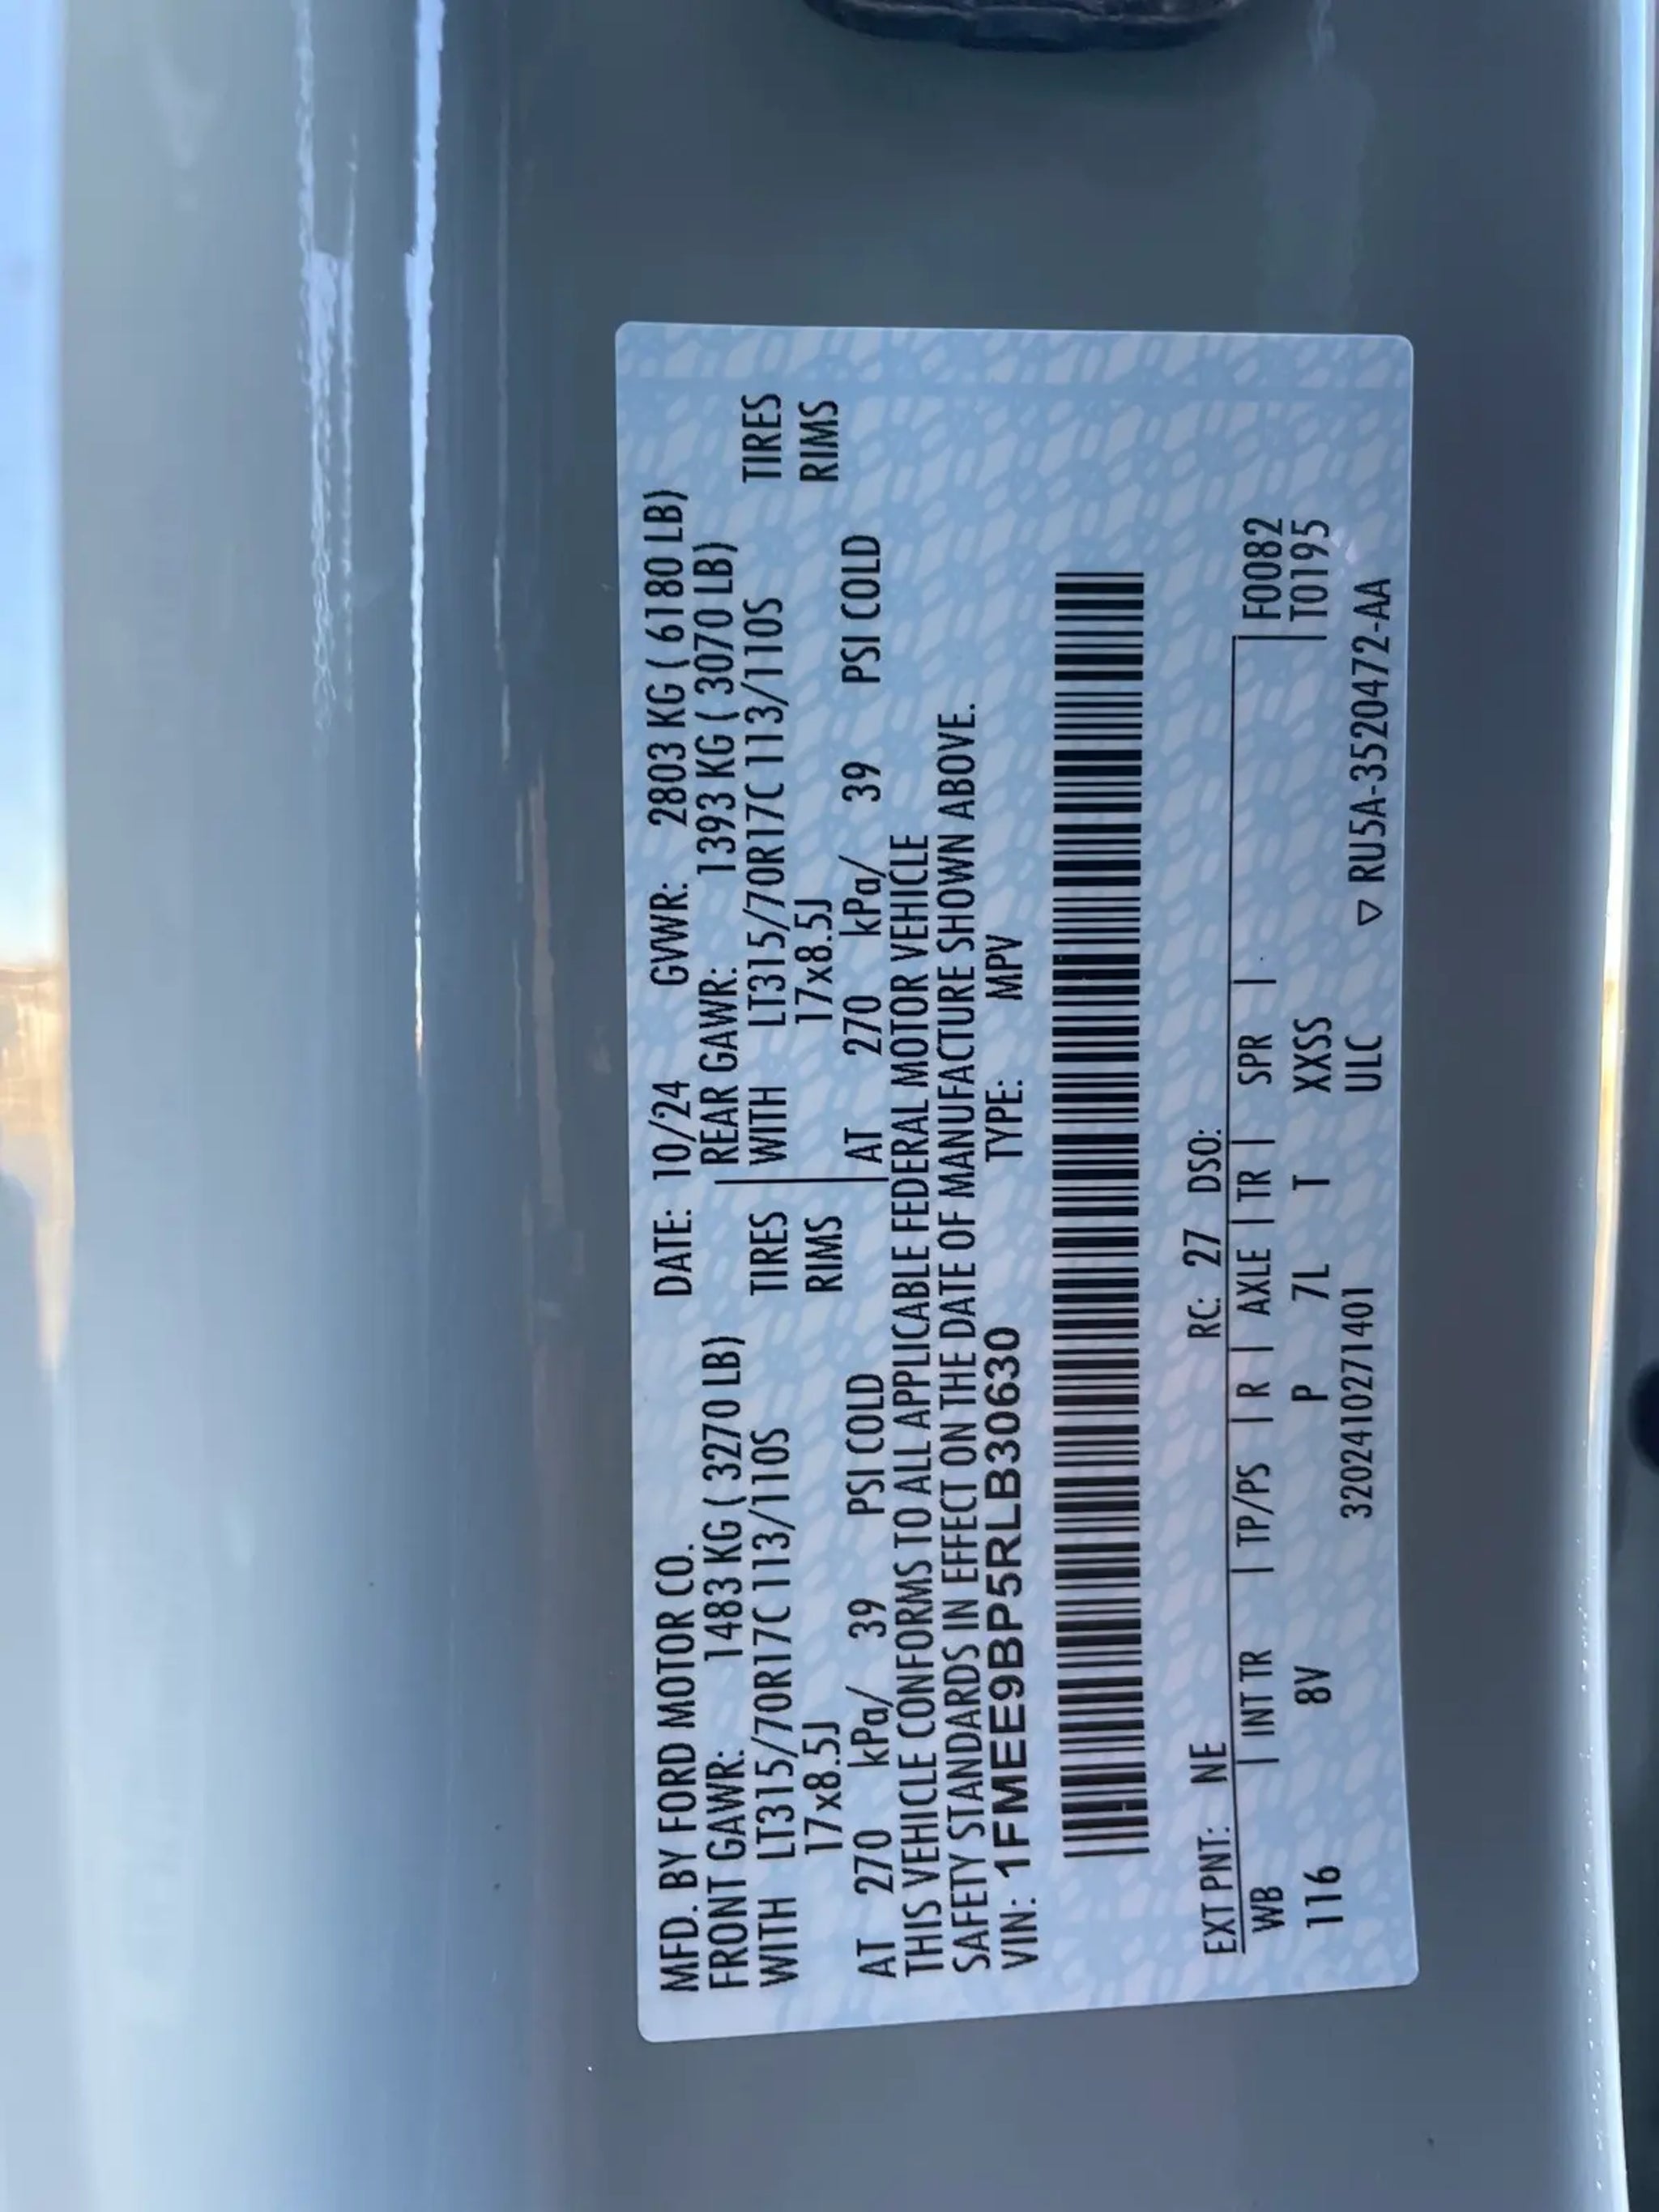 MFD. BY FORD MOTOR CO. DATE: 10/24 GVWR: 2803 KG ( 6180 LB)
FRONT GAWR: 1483 KG ( 3270 LB) REAR GAWR: 1393 KG ( 3070 LB)
WITH LT315/70R17C 113/110S TIRES WITH LT315/70R17C 113/110S TIRES
17x8.5J RIMS 17x8.5J RIMS
AT 270 kPa/ 39 PSI COLD AT 270 kPa/ 39 PSI COLD
THIS VEHICLE CONFORMS TO ALL APPLICABLE FEDERAL MOTOR VEHICLE
SAFETY STANDARDS IN EFFECT ON THE DATE OF MANUFACTURE SHOWN ABOVE.
VIN: 1FMEE9BP5RLB30630 TYPE: MPV
EXT PNT: NE RC: 27 DSO:
WB | INT TR | TP/PS | R | AXLE | TR | SPR | F0082
116 8V P 7L T XXSS T0195
3202410271401 ULC ▽ RU5A-3520472-AA